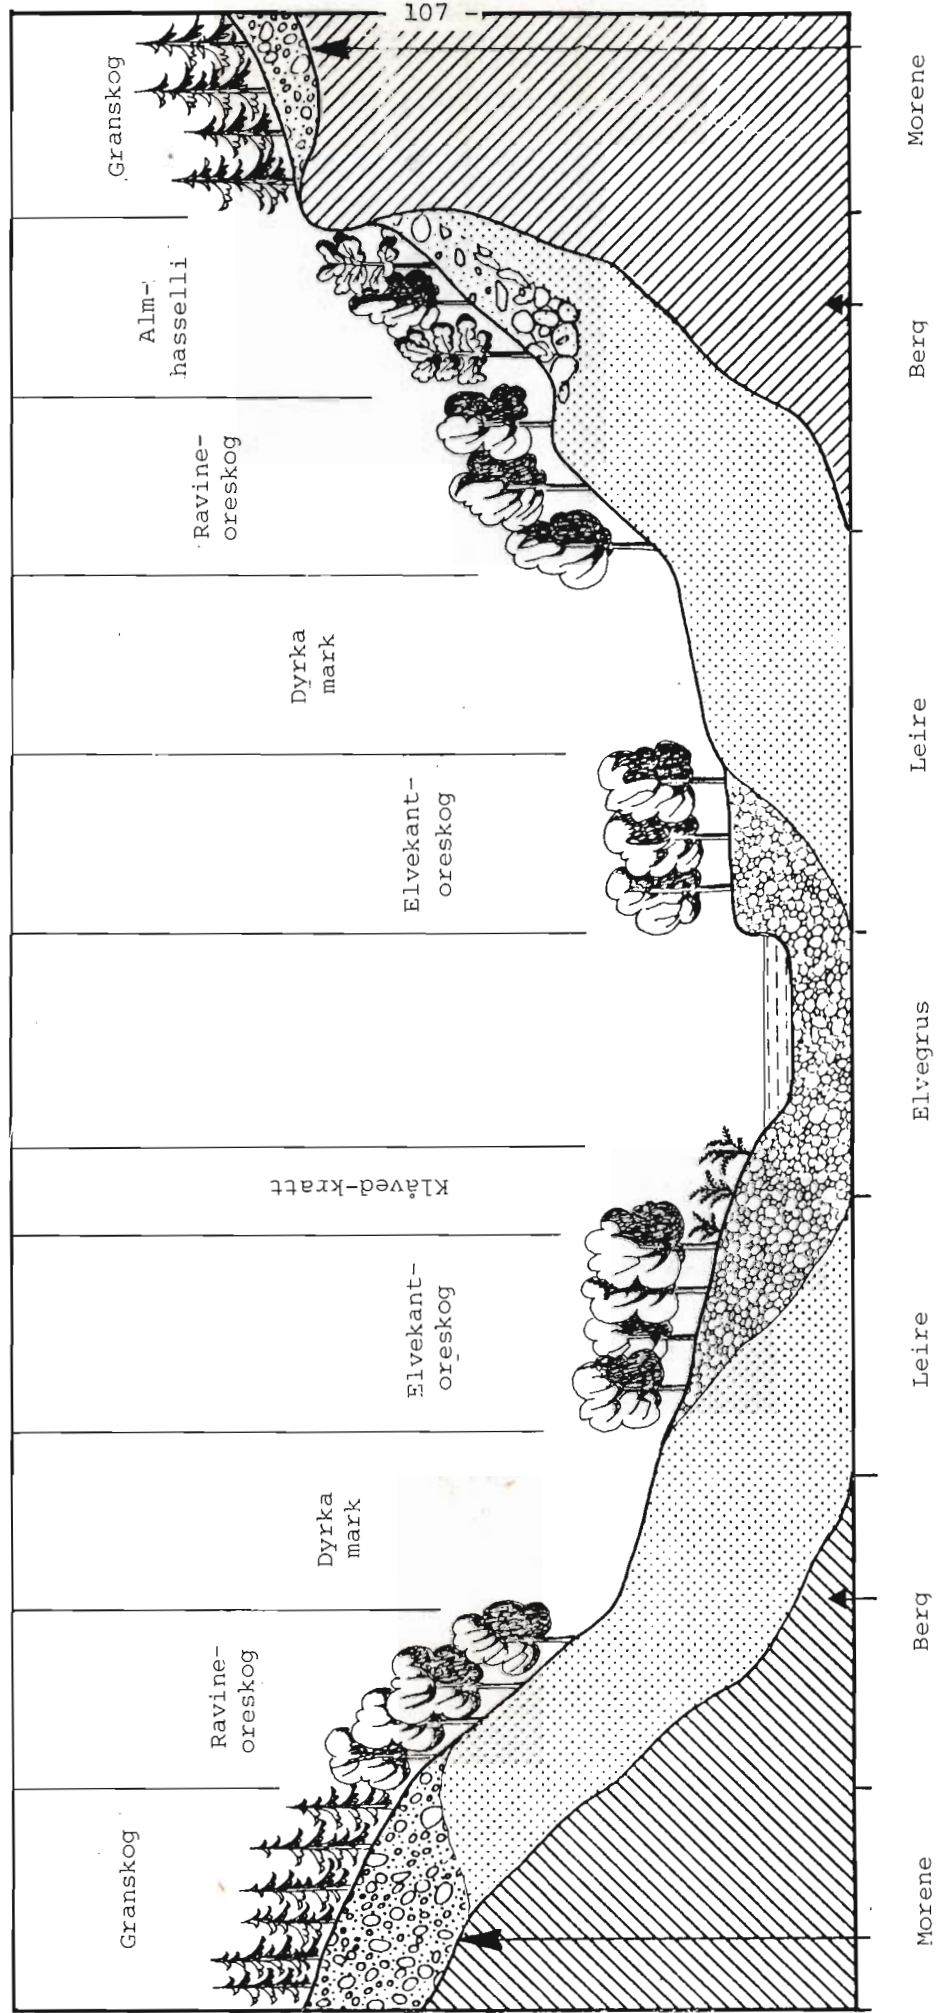 107 -
Granskog
Ravine-
oreskog
Dyrka
mark
Elvekant-
oreskog
Klåved-kratt
Elvekant-
oreskog
Dyrka
mark
Ravine-
oreskog
Alm-
hasselli
Granskog
Morene
Berg
Leire
Elvegrus
Leire
Berg
Morene